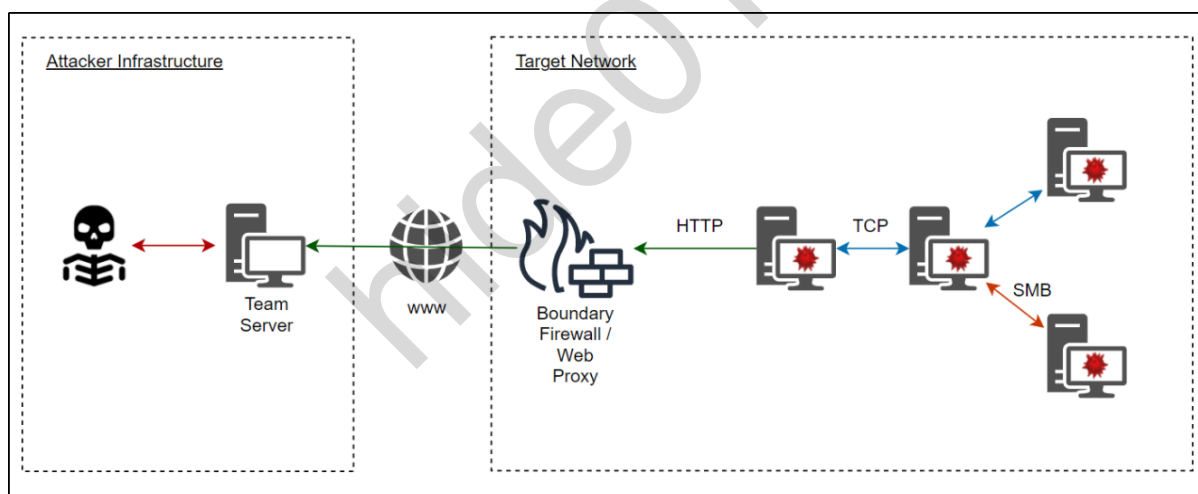 Attacker Infrastructure
Target Network
HTTP
TCP
SMB
Team
Server
www
Boundary
Firewall /
Web
Proxy